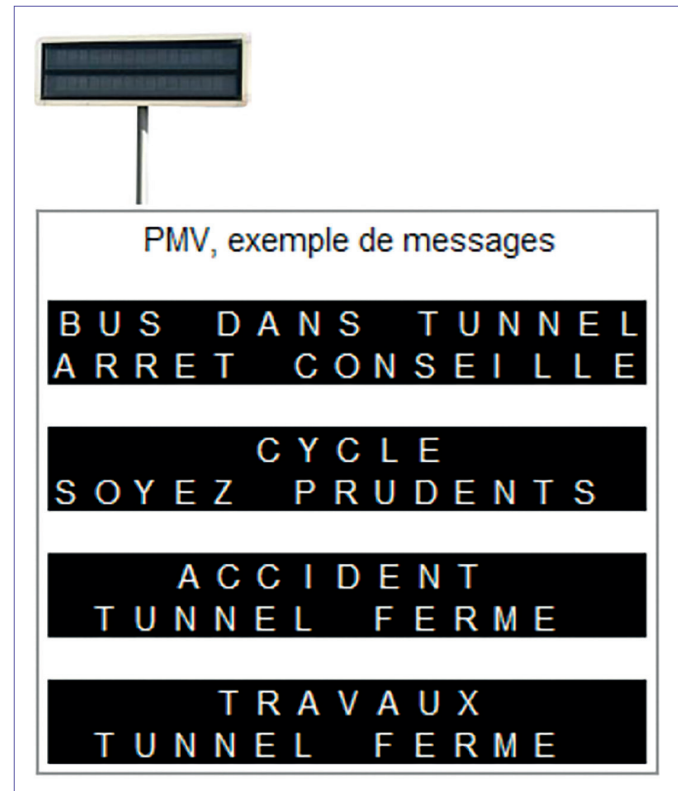 PMV, exemple de messages
BUS DANS TUNNEL
ARRET CONSEILLE
CYCLE
SOYEZ PRUDENTS
ACCIDENT
TUNNEL FERME
TRAVAUX
TUNNEL FERME